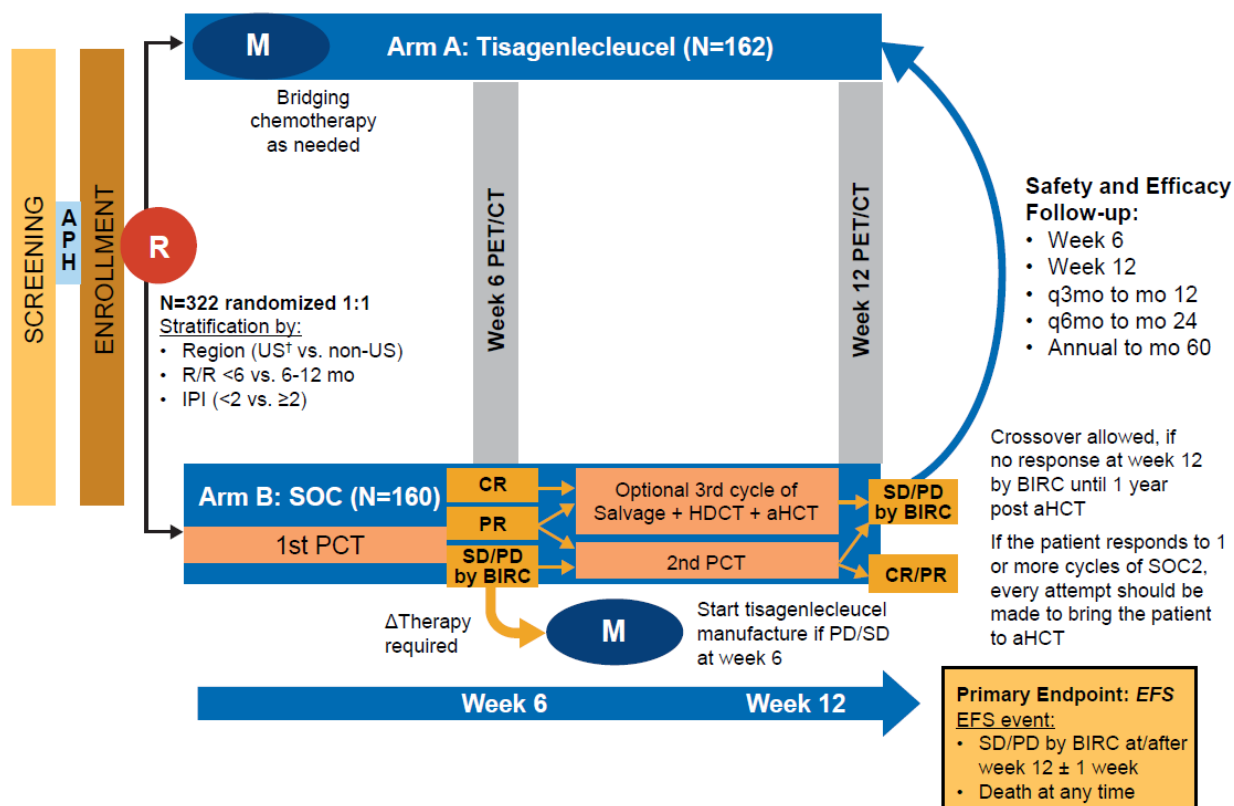 M
Arm A: Tisagenlecleucel (N=162)
Bridging
chemotherapy
as needed
SCREENING
APH
ENROLLMENT
R
N=322 randomized 1:1
Stratification by:
• Region (US† vs. non-US)
• R/R <6 vs. 6-12 mo
• IPI (<2 vs. ≥2)
Week 6 PET/CT
Week 12 PET/CT
Safety and Efficacy
Follow-up:
• Week 6
• Week 12
• q3mo to mo 12
• q6mo to mo 24
• Annual to mo 60
Arm B: SOC (N=160)
1st PCT
CR
PR
SD/PD
by BIRC
Optional 3rd cycle of
Salvage + HDCT + aHCT
2nd PCT
SD/PD
by BIRC
CR/PR
Crossover allowed, if
no response at week 12
by BIRC until 1 year
post aHCT
If the patient responds to 1
or more cycles of SOC2,
every attempt should be
made to bring the patient
to aHCT
ΔTherapy
required
M
Start tisagenlecleucel
manufacture if PD/SD
at week 6
Week 6
Week 12
Primary Endpoint: EFS
EFS event:
• SD/PD by BIRC at/after
week 12 ± 1 week
• Death at any time